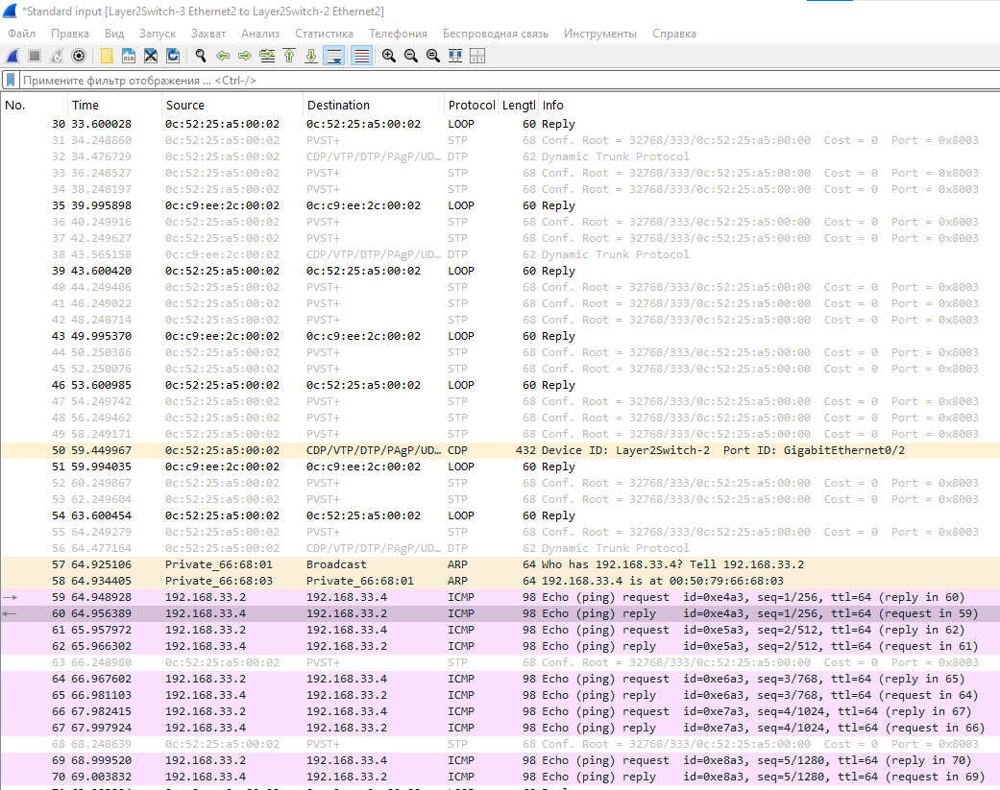 *Standard input [Layer2Switch-3 Ethernet2 to Layer2Switch-2 Ethernet2]
Файл Правка Вид Запуск Захват Анализ Статистика Телефония Беспроводная связь Инструменты Справка
Примените фильтр отображения ... <Ctrl-/>
No. Time Source Destination Protocol Lengtl Info
30 33.600028 0c:52:25:a5:00:02 0c:52:25:a5:00:02 LOOP 60 Reply
31 34.248860 0c:52:25:a5:00:02 PVST+ STP 68 Conf. Root = 32768/333/0c:52:25:a5:00:00 Cost = 0 Port = 0x8003
32 34.476729 0c:52:25:a5:00:02 CDP/VTP/DTP/PAgP/UD… DTP 62 Dynamic Trunk Protocol
33 36.248527 0c:52:25:a5:00:02 PVST+ STP 68 Conf. Root = 32768/333/0c:52:25:a5:00:00 Cost = 0 Port = 0x8003
34 38.248197 0c:52:25:a5:00:02 PVST+ STP 68 Conf. Root = 32768/333/0c:52:25:a5:00:00 Cost = 0 Port = 0x8003
35 39.995898 0c:c9:ee:2c:00:02 0c:c9:ee:2c:00:02 LOOP 60 Reply
36 40.249916 0c:52:25:a5:00:02 PVST+ STP 68 Conf. Root = 32768/333/0c:52:25:a5:00:00 Cost = 0 Port = 0x8003
37 42.249627 0c:52:25:a5:00:02 PVST+ STP 68 Conf. Root = 32768/333/0c:52:25:a5:00:00 Cost = 0 Port = 0x8003
38 43.565158 0c:c9:ee:2c:00:02 CDP/VTP/DTP/PAgP/UD… DTP 62 Dynamic Trunk Protocol
39 43.600420 0c:52:25:a5:00:02 0c:52:25:a5:00:02 LOOP 60 Reply
40 44.249406 0c:52:25:a5:00:02 PVST+ STP 68 Conf. Root = 32768/333/0c:52:25:a5:00:00 Cost = 0 Port = 0x8003
41 46.249022 0c:52:25:a5:00:02 PVST+ STP 68 Conf. Root = 32768/333/0c:52:25:a5:00:00 Cost = 0 Port = 0x8003
42 48.248714 0c:52:25:a5:00:02 PVST+ STP 68 Conf. Root = 32768/333/0c:52:25:a5:00:00 Cost = 0 Port = 0x8003
43 49.995370 0c:c9:ee:2c:00:02 0c:c9:ee:2c:00:02 LOOP 60 Reply
44 50.250386 0c:52:25:a5:00:02 PVST+ STP 68 Conf. Root = 32768/333/0c:52:25:a5:00:00 Cost = 0 Port = 0x8003
45 52.250076 0c:52:25:a5:00:02 PVST+ STP 68 Conf. Root = 32768/333/0c:52:25:a5:00:00 Cost = 0 Port = 0x8003
46 53.600985 0c:52:25:a5:00:02 0c:52:25:a5:00:02 LOOP 60 Reply
47 54.249742 0c:52:25:a5:00:02 PVST+ STP 68 Conf. Root = 32768/333/0c:52:25:a5:00:00 Cost = 0 Port = 0x8003
48 56.249462 0c:52:25:a5:00:02 PVST+ STP 68 Conf. Root = 32768/333/0c:52:25:a5:00:00 Cost = 0 Port = 0x8003
49 58.249171 0c:52:25:a5:00:02 PVST+ STP 68 Conf. Root = 32768/333/0c:52:25:a5:00:00 Cost = 0 Port = 0x8003
50 59.449967 0c:52:25:a5:00:02 CDP/VTP/DTP/PAgP/UD… CDP 432 Device ID: Layer2Switch-2 Port ID: GigabitEthernet0/2
51 59.994035 0c:c9:ee:2c:00:02 0c:c9:ee:2c:00:02 LOOP 60 Reply
52 60.249867 0c:52:25:a5:00:02 PVST+ STP 68 Conf. Root = 32768/333/0c:52:25:a5:00:00 Cost = 0 Port = 0x8003
53 62.249604 0c:52:25:a5:00:02 PVST+ STP 68 Conf. Root = 32768/333/0c:52:25:a5:00:00 Cost = 0 Port = 0x8003
54 63.600454 0c:52:25:a5:00:02 0c:52:25:a5:00:02 LOOP 60 Reply
55 64.249279 0c:52:25:a5:00:02 PVST+ STP 68 Conf. Root = 32768/333/0c:52:25:a5:00:00 Cost = 0 Port = 0x8003
56 64.477164 0c:52:25:a5:00:02 CDP/VTP/DTP/PAgP/UD… DTP 62 Dynamic Trunk Protocol
57 64.925106 Private_66:68:01 Broadcast ARP 64 Who has 192.168.33.4? Tell 192.168.33.2
58 64.934405 Private_66:68:03 Private_66:68:01 ARP 64 192.168.33.4 is at 00:50:79:66:68:03
59 64.948928 192.168.33.2 192.168.33.4 ICMP 98 Echo (ping) request id=0xe4a3, seq=1/256, ttl=64 (reply in 60)
60 64.956389 192.168.33.4 192.168.33.2 ICMP 98 Echo (ping) reply id=0xe4a3, seq=1/256, ttl=64 (request in 59)
61 65.957972 192.168.33.2 192.168.33.4 ICMP 98 Echo (ping) request id=0xe5a3, seq=2/512, ttl=64 (reply in 62)
62 65.966302 192.168.33.4 192.168.33.2 ICMP 98 Echo (ping) reply id=0xe5a3, seq=2/512, ttl=64 (request in 61)
63 66.248980 0c:52:25:a5:00:02 PVST+ STP 68 Conf. Root = 32768/333/0c:52:25:a5:00:00 Cost = 0 Port = 0x8003
64 66.967602 192.168.33.2 192.168.33.4 ICMP 98 Echo (ping) request id=0xe6a3, seq=3/768, ttl=64 (reply in 65)
65 66.981103 192.168.33.4 192.168.33.2 ICMP 98 Echo (ping) reply id=0xe6a3, seq=3/768, ttl=64 (request in 64)
66 67.982415 192.168.33.2 192.168.33.4 ICMP 98 Echo (ping) request id=0xe7a3, seq=4/1024, ttl=64 (reply in 67)
67 67.997924 192.168.33.4 192.168.33.2 ICMP 98 Echo (ping) reply id=0xe7a3, seq=4/1024, ttl=64 (request in 66)
68 68.248639 0c:52:25:a5:00:02 PVST+ STP 68 Conf. Root = 32768/333/0c:52:25:a5:00:00 Cost = 0 Port = 0x8003
69 68.999520 192.168.33.2 192.168.33.4 ICMP 98 Echo (ping) request id=0xe8a3, seq=5/1280, ttl=64 (reply in 70)
70 69.003832 192.168.33.4 192.168.33.2 ICMP 98 Echo (ping) reply id=0xe8a3, seq=5/1280, ttl=64 (request in 69)